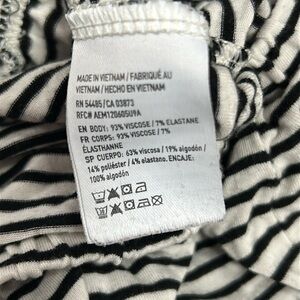 MADE IN VIETNAM / FABRIQUÉ AU
VIETNAM / HECHO EN VIETNAM
RN 54485/CA 03873
RFC# AEM120605U9A
EN BODY: 93% VISCOSE / 7% ELASTANE
FR CORPS: 93% VISCOSE / 7%
ÉLASTHANNE
SP CUERPO: 63% viscosa / 19% algodón /
14% poliéster / 4% elastano. ENCAJE:
100% algodón